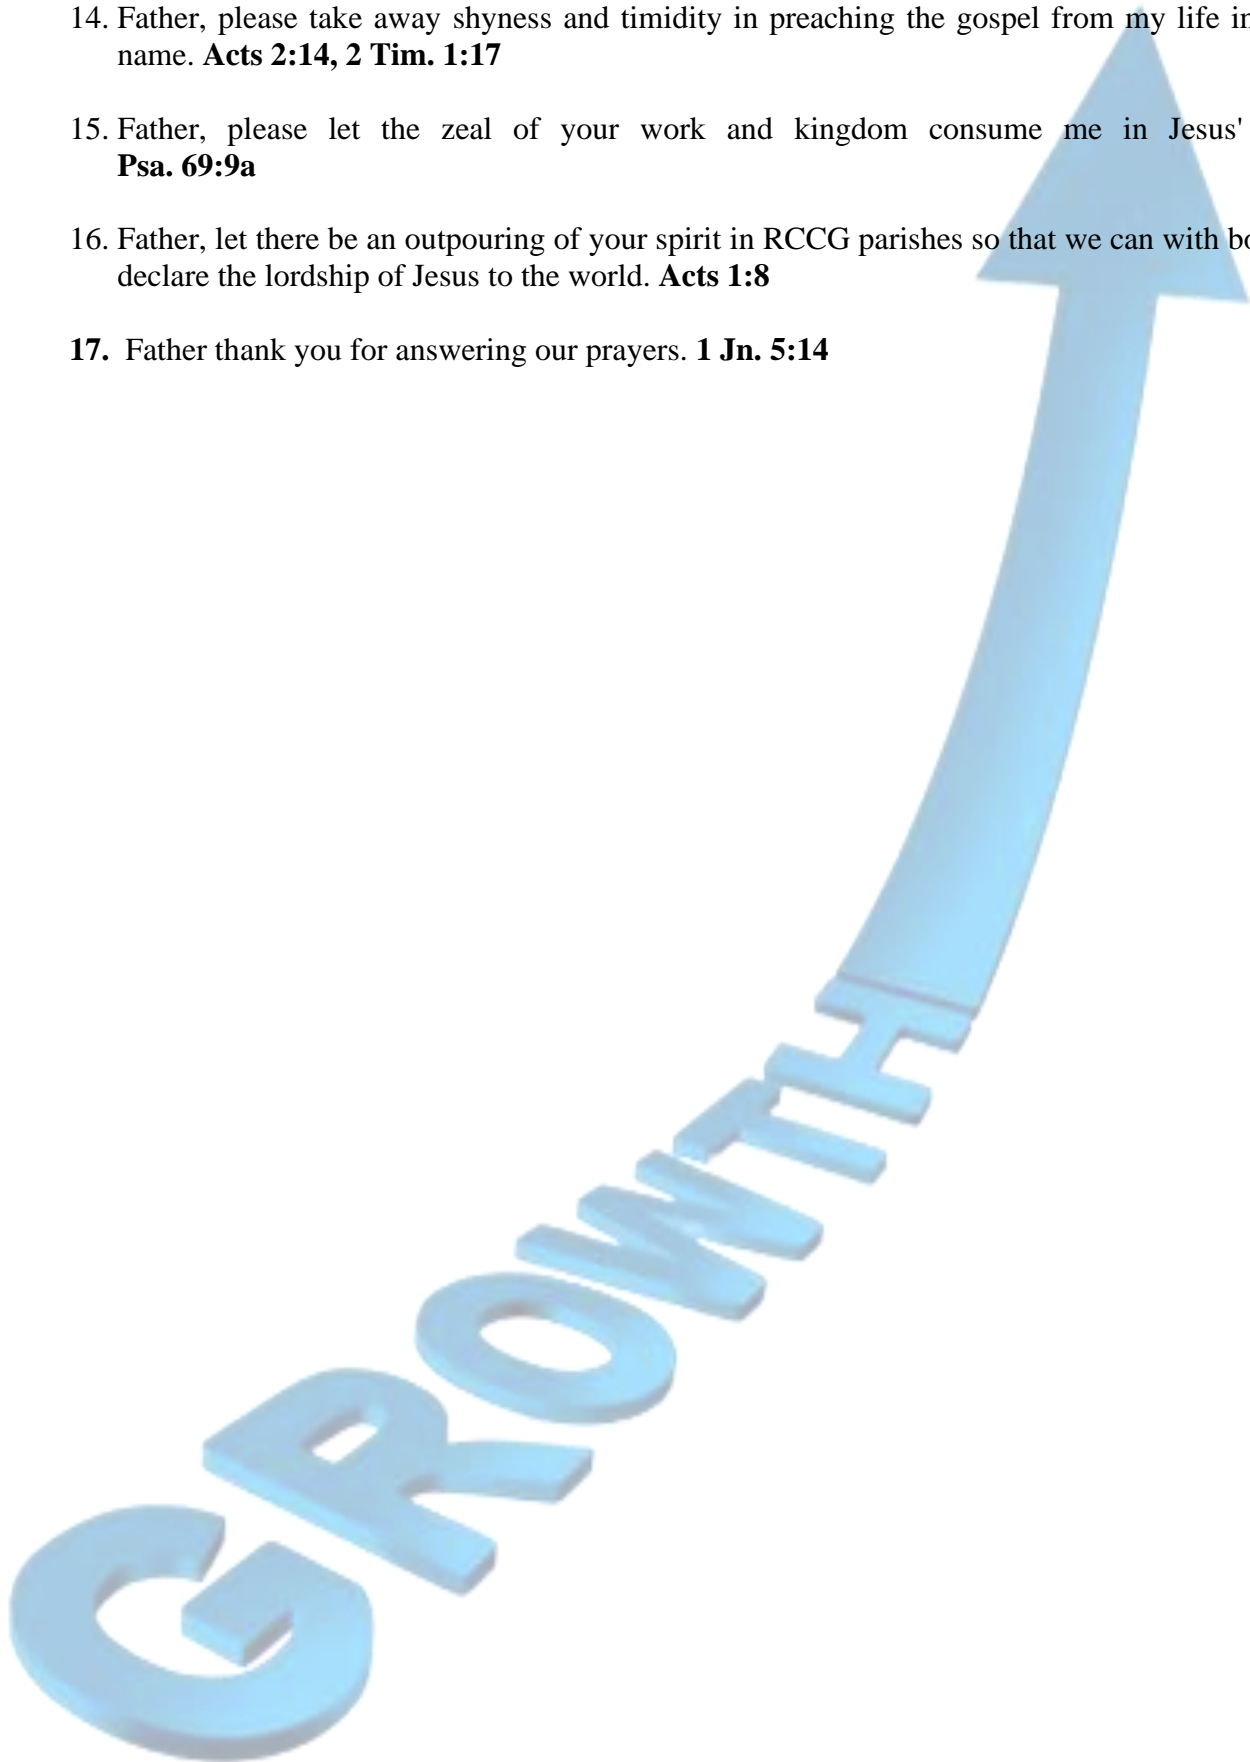 14. Father, please take away shyness and timidity in preaching the gospel from my life in
name. Acts 2:14, 2 Tim. 1:17
15. Father, please let the zeal of your work and kingdom consume me in Jesus'
Psa. 69:9a
16. Father, let there be an outpouring of your spirit in RCCG parishes so that we can with
declare the lordship of Jesus to the world. Acts 1:8
17. Father thank you for answering our prayers. 1 Jn. 5:14
GROWTH